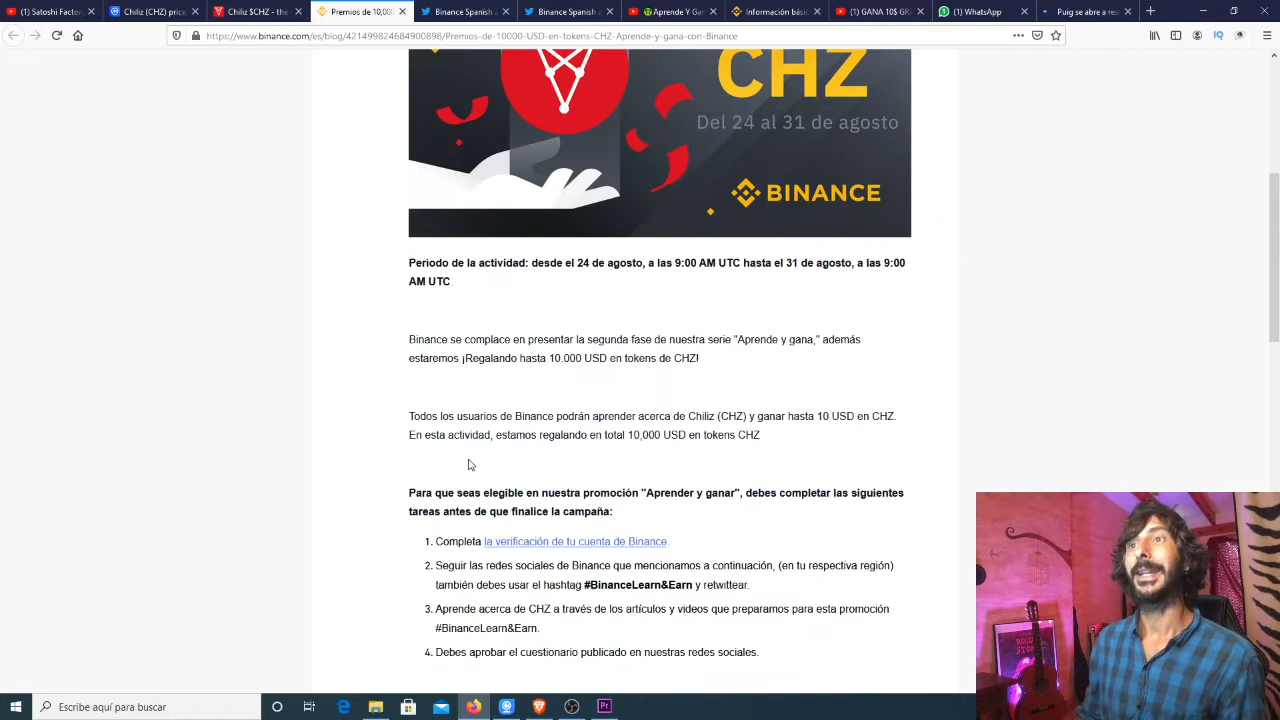 (1) Satoshi Factory
Chiliz (CHZ) price
Chiliz $CHZ - the
Premios de 10,000
Binance Spanish
Binance Spanish
Aprende Y Gan
Información bási
(1) GANA 10$ GRA
(1) WhatsApp
Puig se abre a res
https://www.binance.com/es/blog/421499824684900898/Premios-de-10000-USD-en-tokens-CHZ-Aprende-y-gana-con-Binance
IQ
CHZ
Del 24 al 31 de agosto
BINANCE
Periodo de la actividad: desde el 24 de agosto, a las 9:00 AM UTC hasta el 31 de agosto, a las 9:00
AM UTC.
Binance se complace en presentar la segunda fase de nuestra serie "Aprende y gana," además
estaremos ¡Regalando hasta 10.000 USD en tokens de CHZ!
Todos los usuarios de Binance podrán aprender acerca de Chiliz (CHZ) y ganar hasta 10 USD en CHZ.
En esta actividad, estamos regalando en total 10,000 USD en tokens CHZ
Para que seas elegible en nuestra promoción "Aprender y ganar", debes completar las siguientes
tareas antes de que finalice la campaña:
1. Completa la verificación de tu cuenta de Binance.
2. Seguir las redes sociales de Binance que mencionamos a continuación, (en tu respectiva región)
también debes usar el hashtag #BinanceLearn&Earn y retwittear.
3. Aprende acerca de CHZ a través de los artículos y videos que preparamos para esta promoción
#BinanceLearn&Earn.
4. Debes aprobar el cuestionario publicado en nuestras redes sociales.
Escribe aquí para buscar
Pr